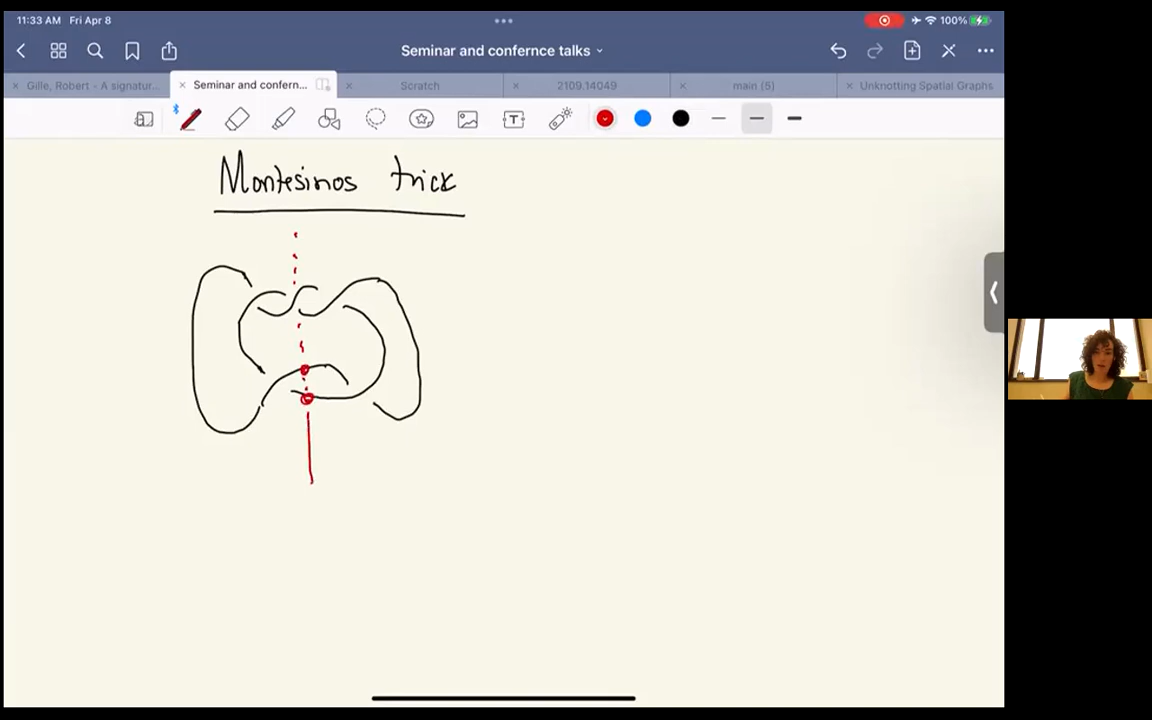 11:33 AM Fri Apr 8
100%
Seminar and confernce talks
Gille, Robert - A signatur...
Seminar and confern...
Scratch
2109.14049
main (5)
Unknotting Spatial Graphs
T
Montesinos trick